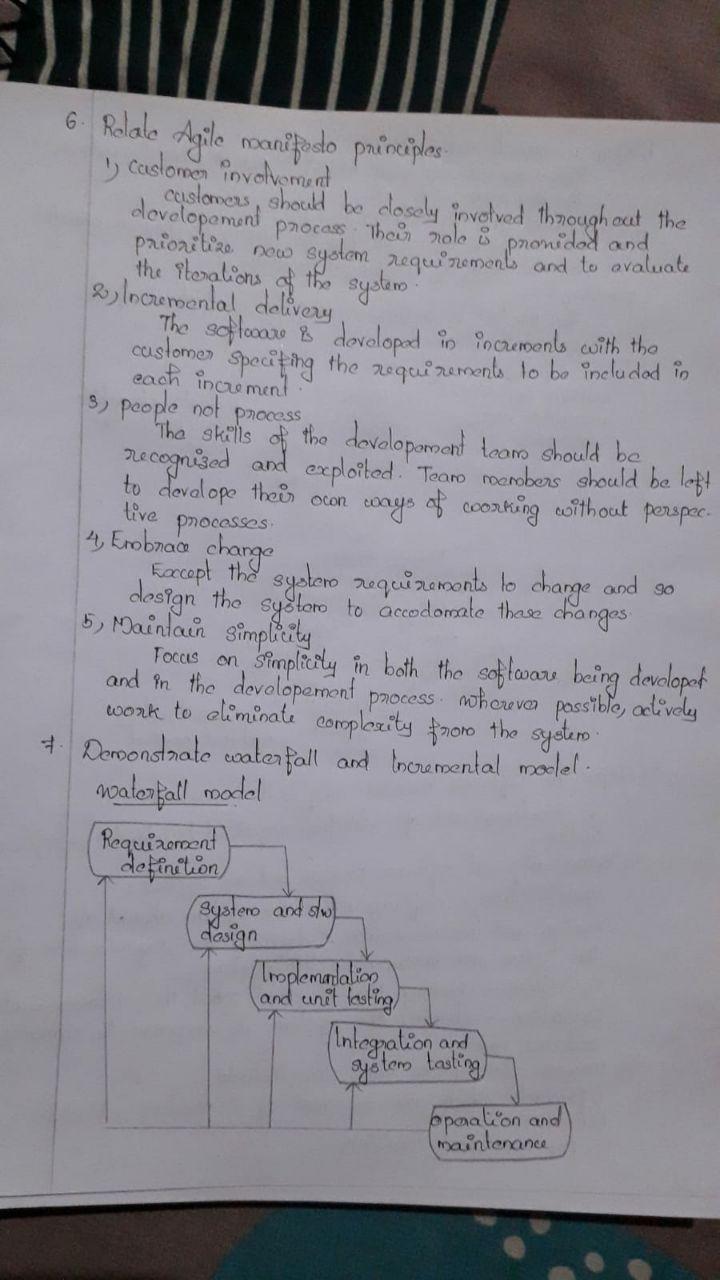 6. Relate Agile manifesto principles.
1) customer involvement
customers should be closely involved throughout the
developement process. Their role is promided and
prioritize new system requirements and to evaluate
the iterations of the system.
2) Incremental delivery
The software is developed in increments with the
customer specifing the requirements to be included in
each increment.
3) people not process
The skills of the developement team should be
recognised and exploited. Team members should be left
to develope their own ways of working without perspec-
tive processes.
4) Embrace change
Except the system requirements to change and so
design the system to accodomate these changes.
5) Maintain simplicity
Focus on simplicity in both the software being developed
and in the developement process. wherever possible, actively
work to eliminate complexity from the system.
7. Demonstrate waterfall and Incremental model.
waterfall model
Requirement
definition
System and s/w
design
Implementation
and unit testing
Integration and
system testing
operation and
maintenance